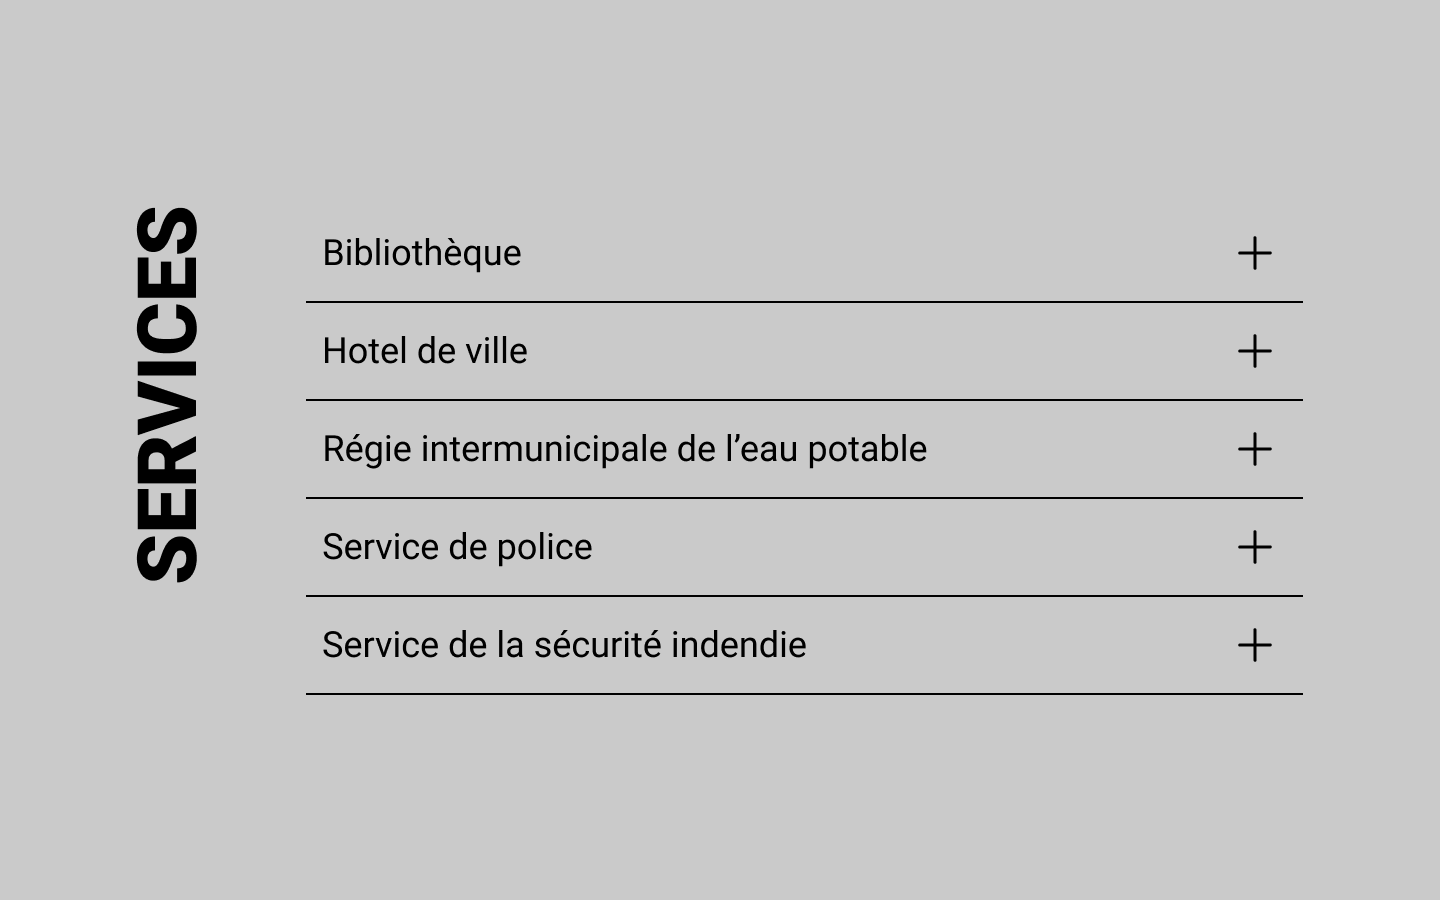 SERVICES
Bibliothèque
Hotel de ville
Régie intermunicipale de l’eau potable
Service de police
Service de la sécurité indendie